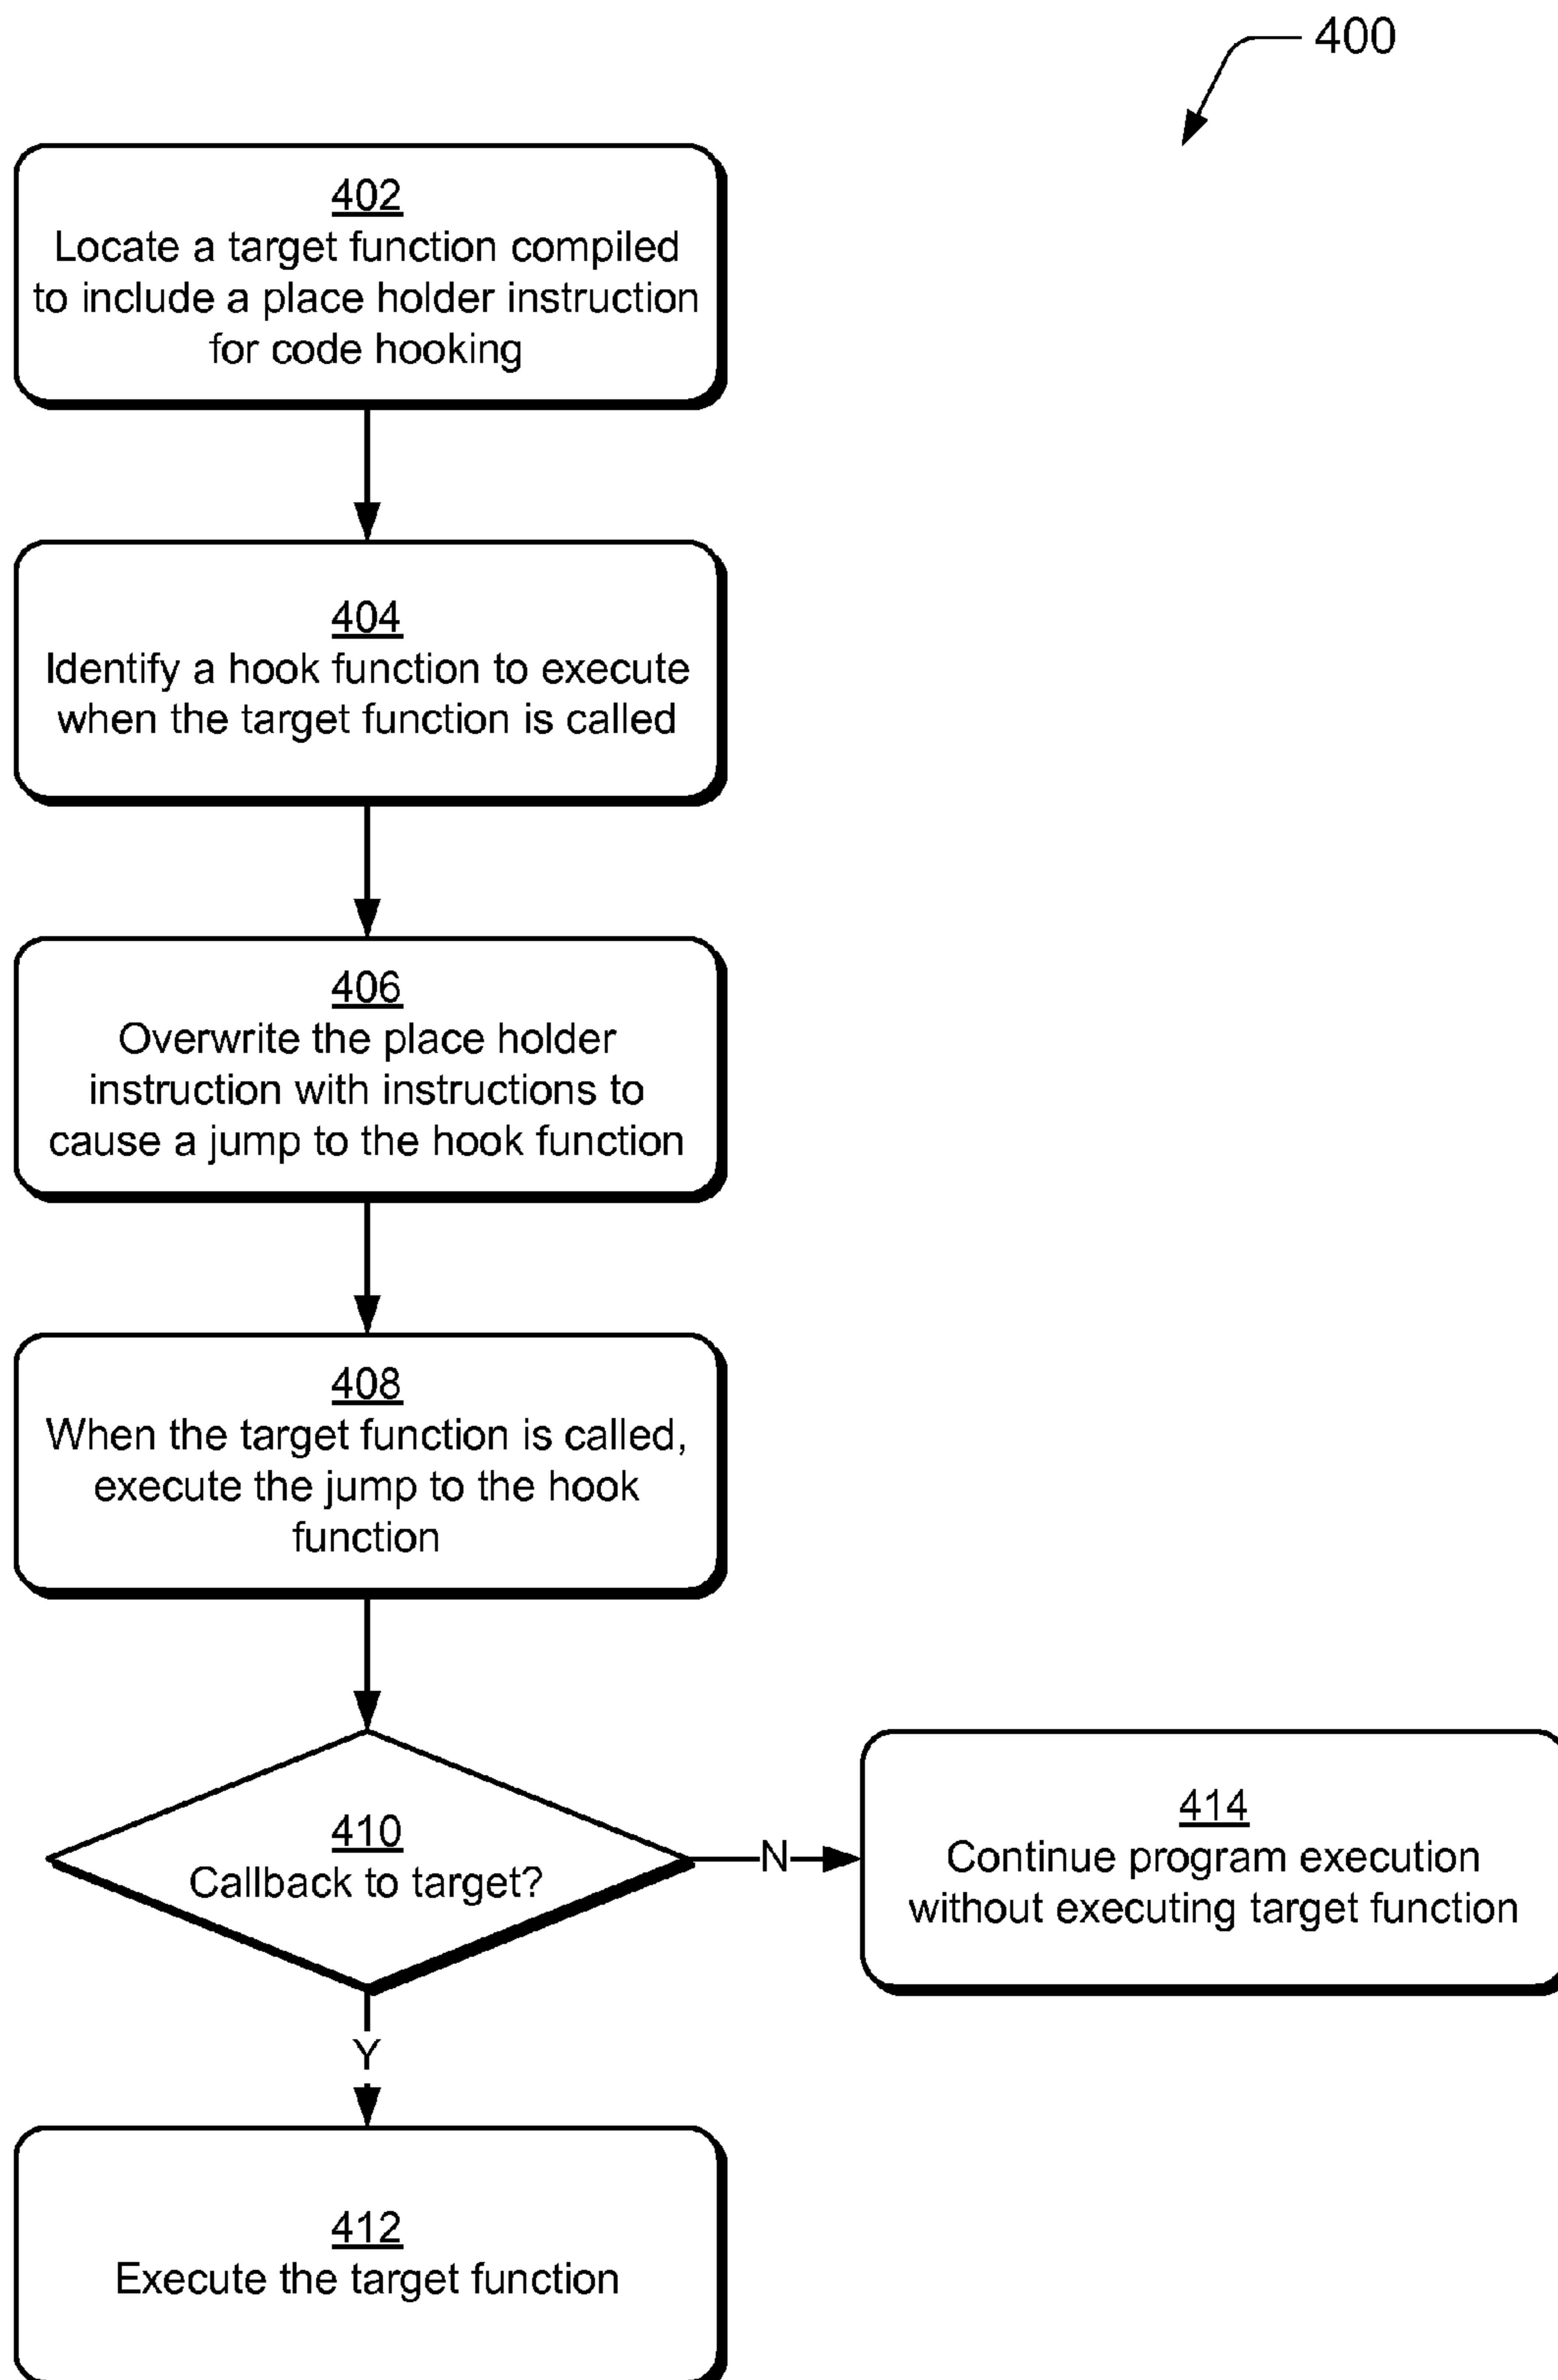 400
402
Locate a target function compiled
to include a place holder instruction
for code hooking
404
Identify a hook function to execute
when the target function is called
406
Overwrite the place holder
instruction with instructions to
cause a jump to the hook function
408
When the target function is called,
execute the jump to the hook
function
410
Callback to target?
N
414
Continue program execution
without executing target function
Y
412
Execute the target function